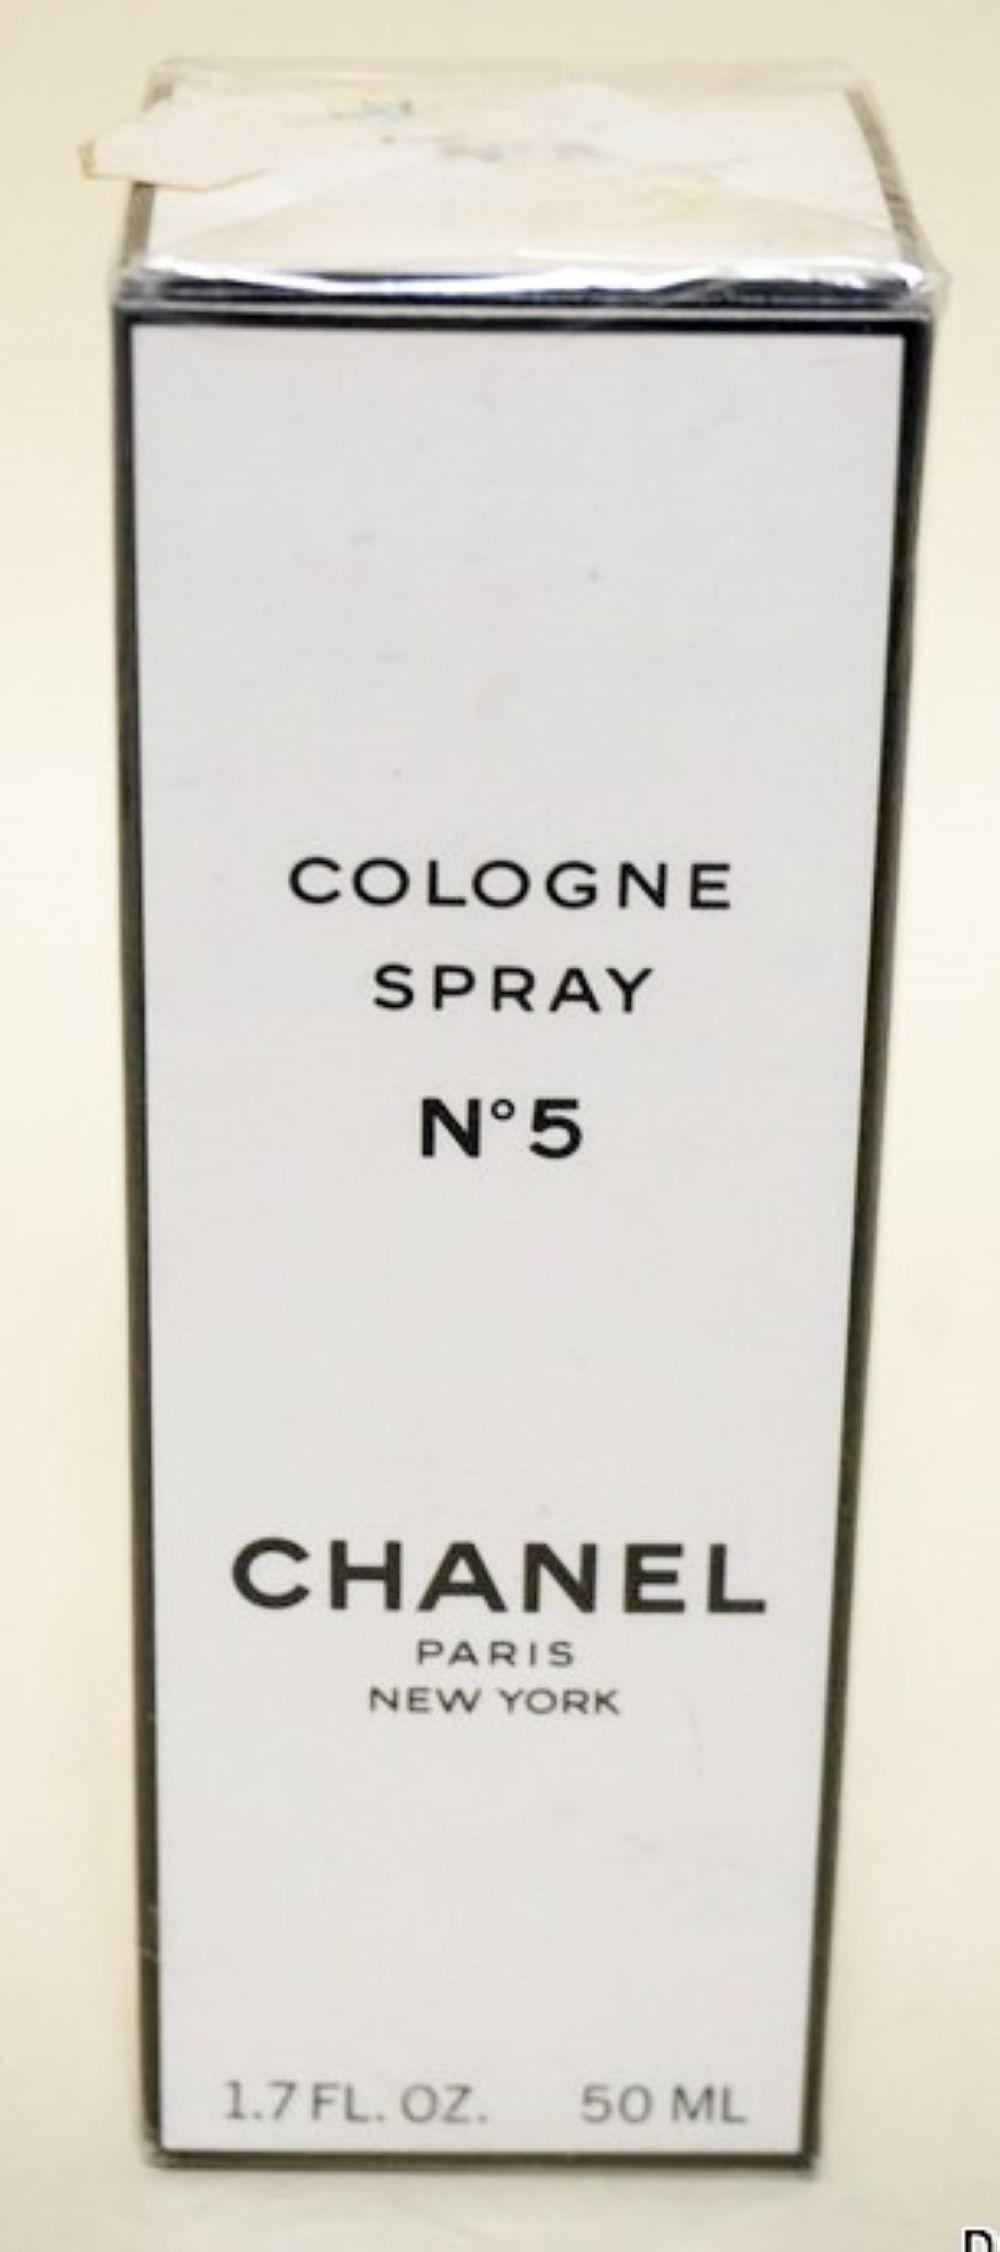 COLOGNE
SPRAY
N°5
CHANEL
PARIS
NEW YORK
1.7 FL. OZ. 50 ML